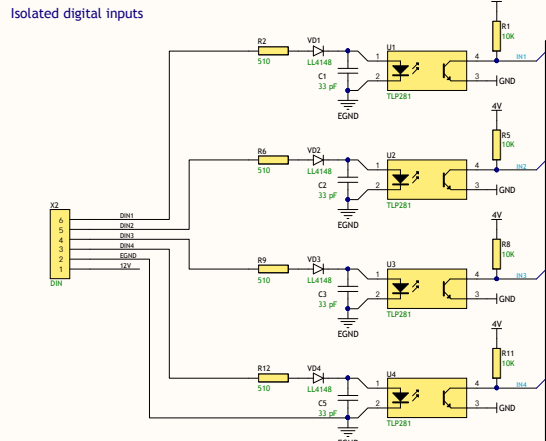 Isolated digital inputs
R2
510
VD1
LL4148
C1
33 pF
EGND
U1
1
2
4
3
TLP281
GND
R1
10K
IN1
4V
R6
510
VD2
LL4148
C2
33 pF
EGND
U2
1
2
4
3
TLP281
GND
R5
10K
IN2
X2
6
5
4
3
2
1
DIN
DIN1
DIN2
DIN3
DIN4
EGND
12V
4V
R9
510
VD3
LL4148
C3
33 pF
EGND
U3
1
2
4
3
TLP281
GND
R8
10K
IN3
4V
R12
510
VD4
LL4148
C5
33 pF
U4
1
2
4
3
TLP281
GND
R11
10K
IN4